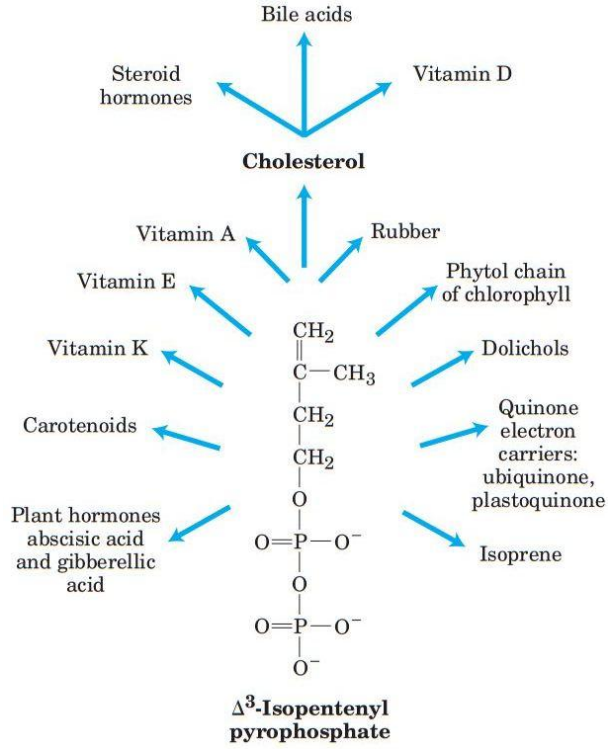 Bile acids
Steroid
hormones
Vitamin D
Cholesterol
Vitamin A
Rubber
Vitamin E
Phytol chain
of chlorophyll
Vitamin K
Dolichols
Carotenoids
Quinone
electron
carriers:
ubiquinone,
plastoquinone
Plant hormones
abscisic acid
and gibberellic
acid
Isoprene
CH₂
C—CH₃
CH₂
CH₂
O
O=P—O⁻
O
O=P—O⁻
O⁻
Δ³-Isopentenyl
pyrophosphate